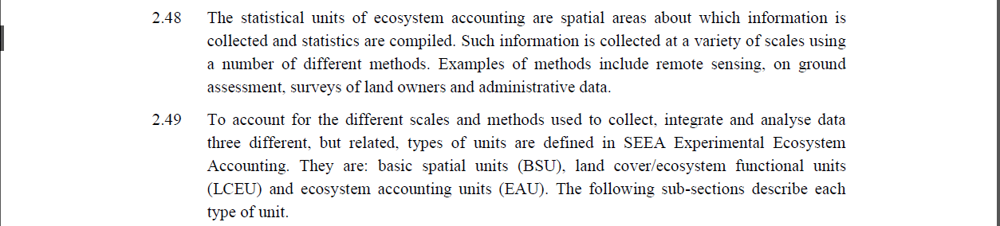 2.48 The statistical units of ecosystem accounting are spatial areas about which information is
collected and statistics are compiled. Such information is collected at a variety of scales using
a number of different methods. Examples of methods include remote sensing, on ground
assessment, surveys of land owners and administrative data.
2.49 To account for the different scales and methods used to collect, integrate and analyse data
three different, but related, types of units are defined in SEEA Experimental Ecosystem
Accounting. They are: basic spatial units (BSU), land cover/ecosystem functional units
(LCEU) and ecosystem accounting units (EAU). The following sub-sections describe each
type of unit.